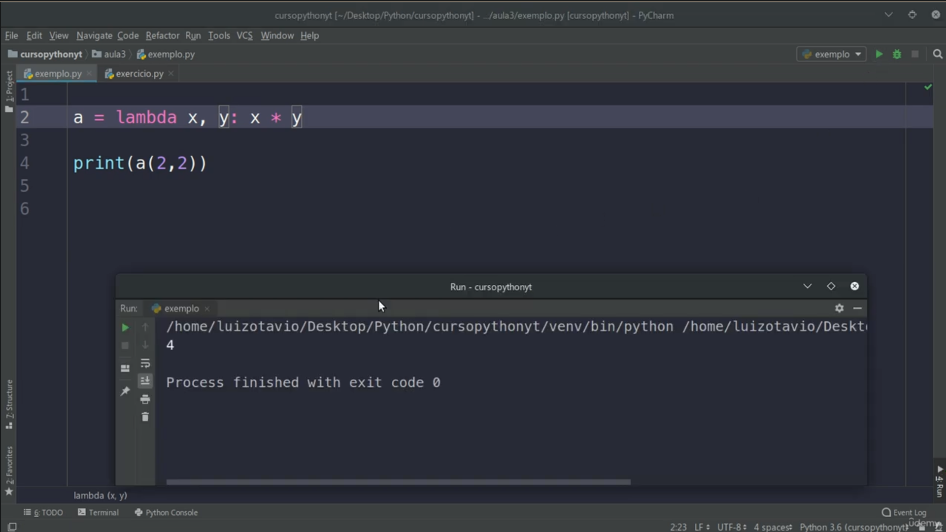 cursopythonyt [~/Desktop/Python/cursopythonyt] - .../aula3/exemplo.py [cursopythonyt] - PyCharm
File Edit View Navigate Code Refactor Run Tools VCS Window Help
cursopythonyt aula3 exemplo.py exemplo
1: Project
exemplo.py exercicio.py
1
2 a = lambda x, y: x * y
3
4 print(a(2,2))
5
6
Run - cursopythonyt
Run: exemplo
/home/luizotavio/Desktop/Python/cursopythonyt/venv/bin/python /home/luizotavio/Deskto
4
Process finished with exit code 0
7: Structure
2: Favorites
4: Run
lambda (x, y)
6: TODO Terminal Python Console Event Log
2:23 LF UTF-8 4 spaces Python 3.6 (cursopythonyt)
udemy